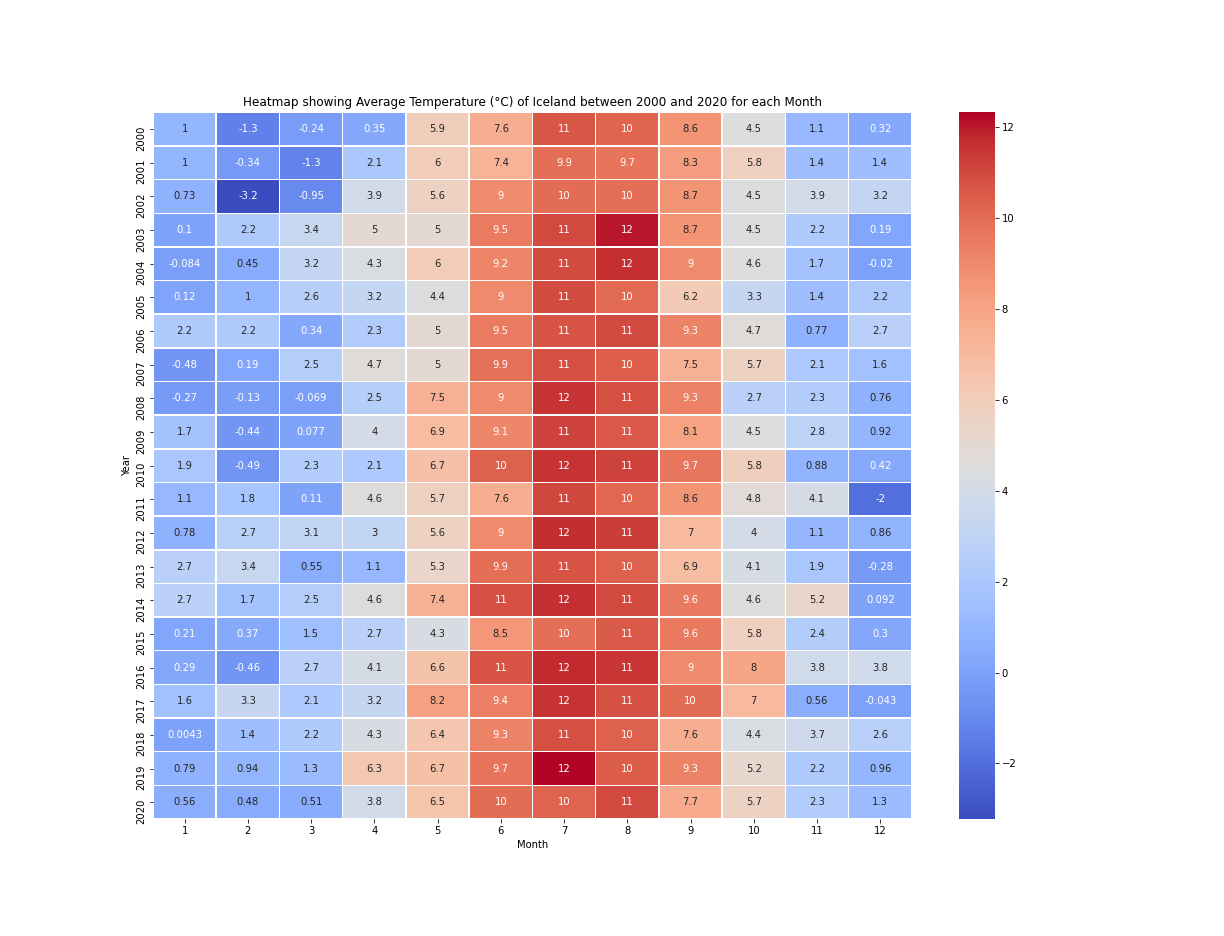 Heatmap showing Average Temperature (°C) of Iceland between 2000 and 2020 for each Month
2000 1 -1.3 -0.24 0.35 5.9 7.6 11 10 8.6 4.5 1.1 0.32
2001 1 -0.34 -1.3 2.1 6 7.4 9.9 9.7 8.3 5.8 1.4 1.4
2002 0.73 -3.2 -0.95 3.9 5.6 9 10 10 8.7 4.5 3.9 3.2
2003 0.1 2.2 3.4 5 5 9.5 11 12 8.7 4.5 2.2 0.19
2004 -0.084 0.45 3.2 4.3 6 9.2 11 12 9 4.6 1.7 -0.02
2005 0.12 1 2.6 3.2 4.4 9 11 10 6.2 3.3 1.4 2.2
2006 2.2 2.2 0.34 2.3 5 9.5 11 11 9.3 4.7 0.77 2.7
2007 -0.48 0.19 2.5 4.7 5 9.9 11 10 7.5 5.7 2.1 1.6
2008 -0.27 -0.13 -0.069 2.5 7.5 9 12 11 9.3 2.7 2.3 0.76
2009 1.7 -0.44 0.077 4 6.9 9.1 11 11 8.1 4.5 2.8 0.92
2010 1.9 -0.49 2.3 2.1 6.7 10 12 11 9.7 5.8 0.88 0.42
2011 1.1 1.8 0.11 4.6 5.7 7.6 11 10 8.6 4.8 4.1 -2
2012 0.78 2.7 3.1 3 5.6 9 12 11 7 4 1.1 0.86
2013 2.7 3.4 0.55 1.1 5.3 9.9 11 10 6.9 4.1 1.9 -0.28
2014 2.7 1.7 2.5 4.6 7.4 11 12 11 9.6 4.6 5.2 0.092
2015 0.21 0.37 1.5 2.7 4.3 8.5 10 11 9.6 5.8 2.4 0.3
2016 0.29 -0.46 2.7 4.1 6.6 11 12 11 9 8 3.8 3.8
2017 1.6 3.3 2.1 3.2 8.2 9.4 12 11 10 7 0.56 -0.043
2018 0.0043 1.4 2.2 4.3 6.4 9.3 11 10 7.6 4.4 3.7 2.6
2019 0.79 0.94 1.3 6.3 6.7 9.7 12 10 9.3 5.2 2.2 0.96
2020 0.56 0.48 0.51 3.8 6.5 10 10 11 7.7 5.7 2.3 1.3
1 2 3 4 5 6 7 8 9 10 11 12
Month
Year
12
10
8
6
4
2
0
−2